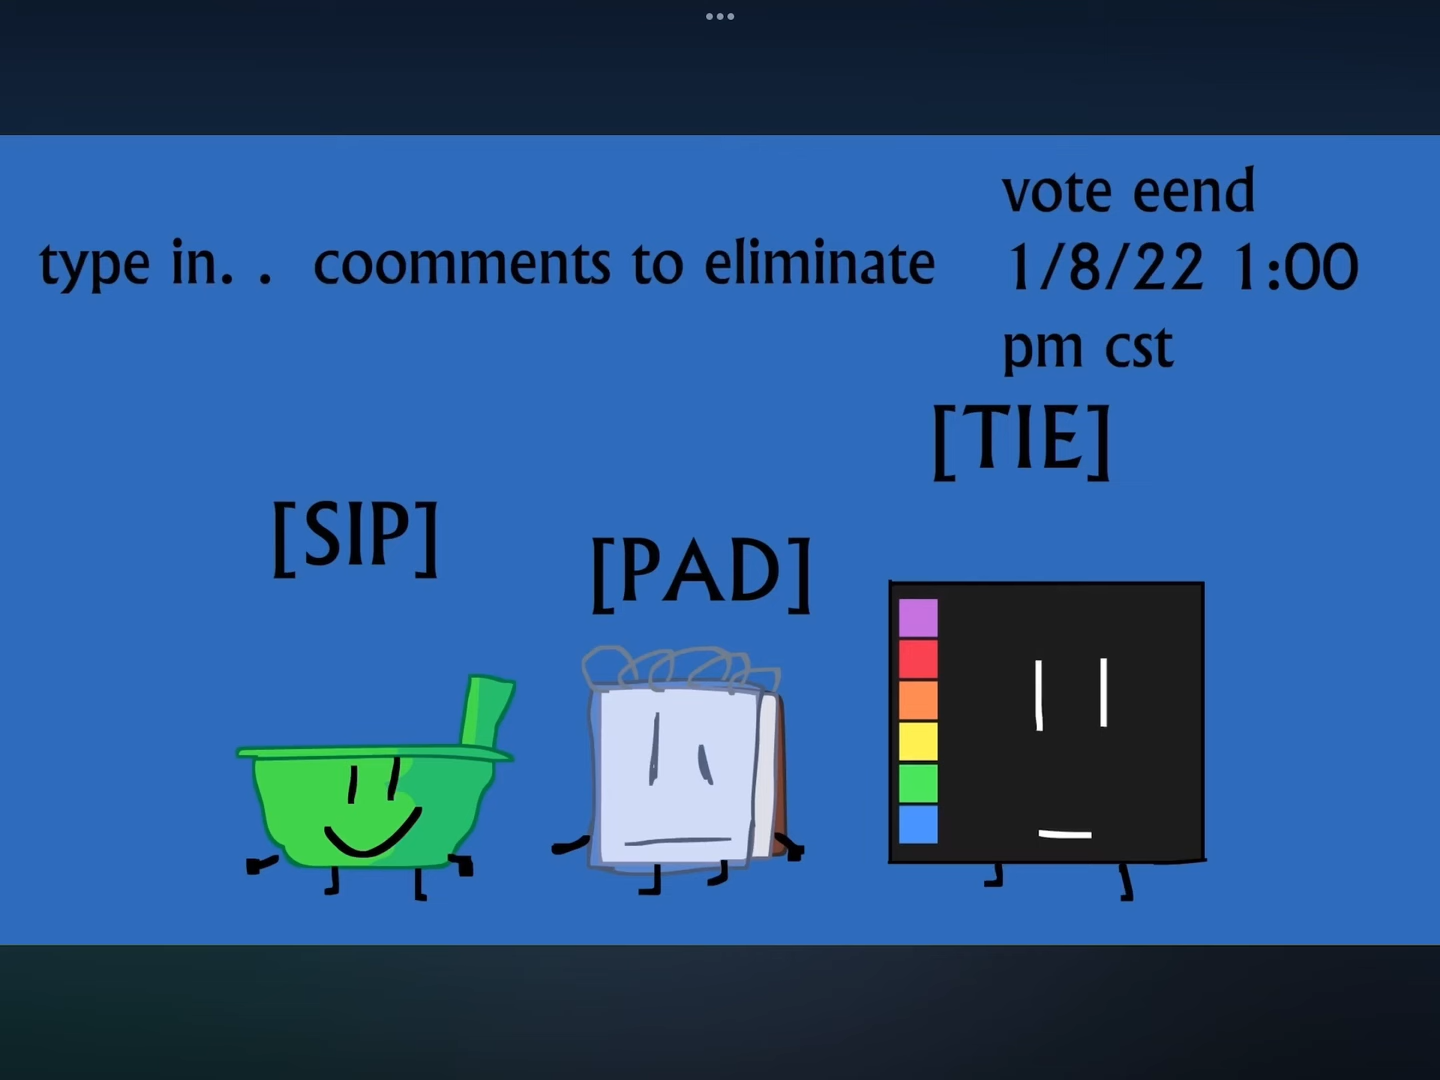 type in. .  coomments to eliminate
vote eend
1/8/22 1:00
pm cst
[SIP]
[PAD]
[TIE]